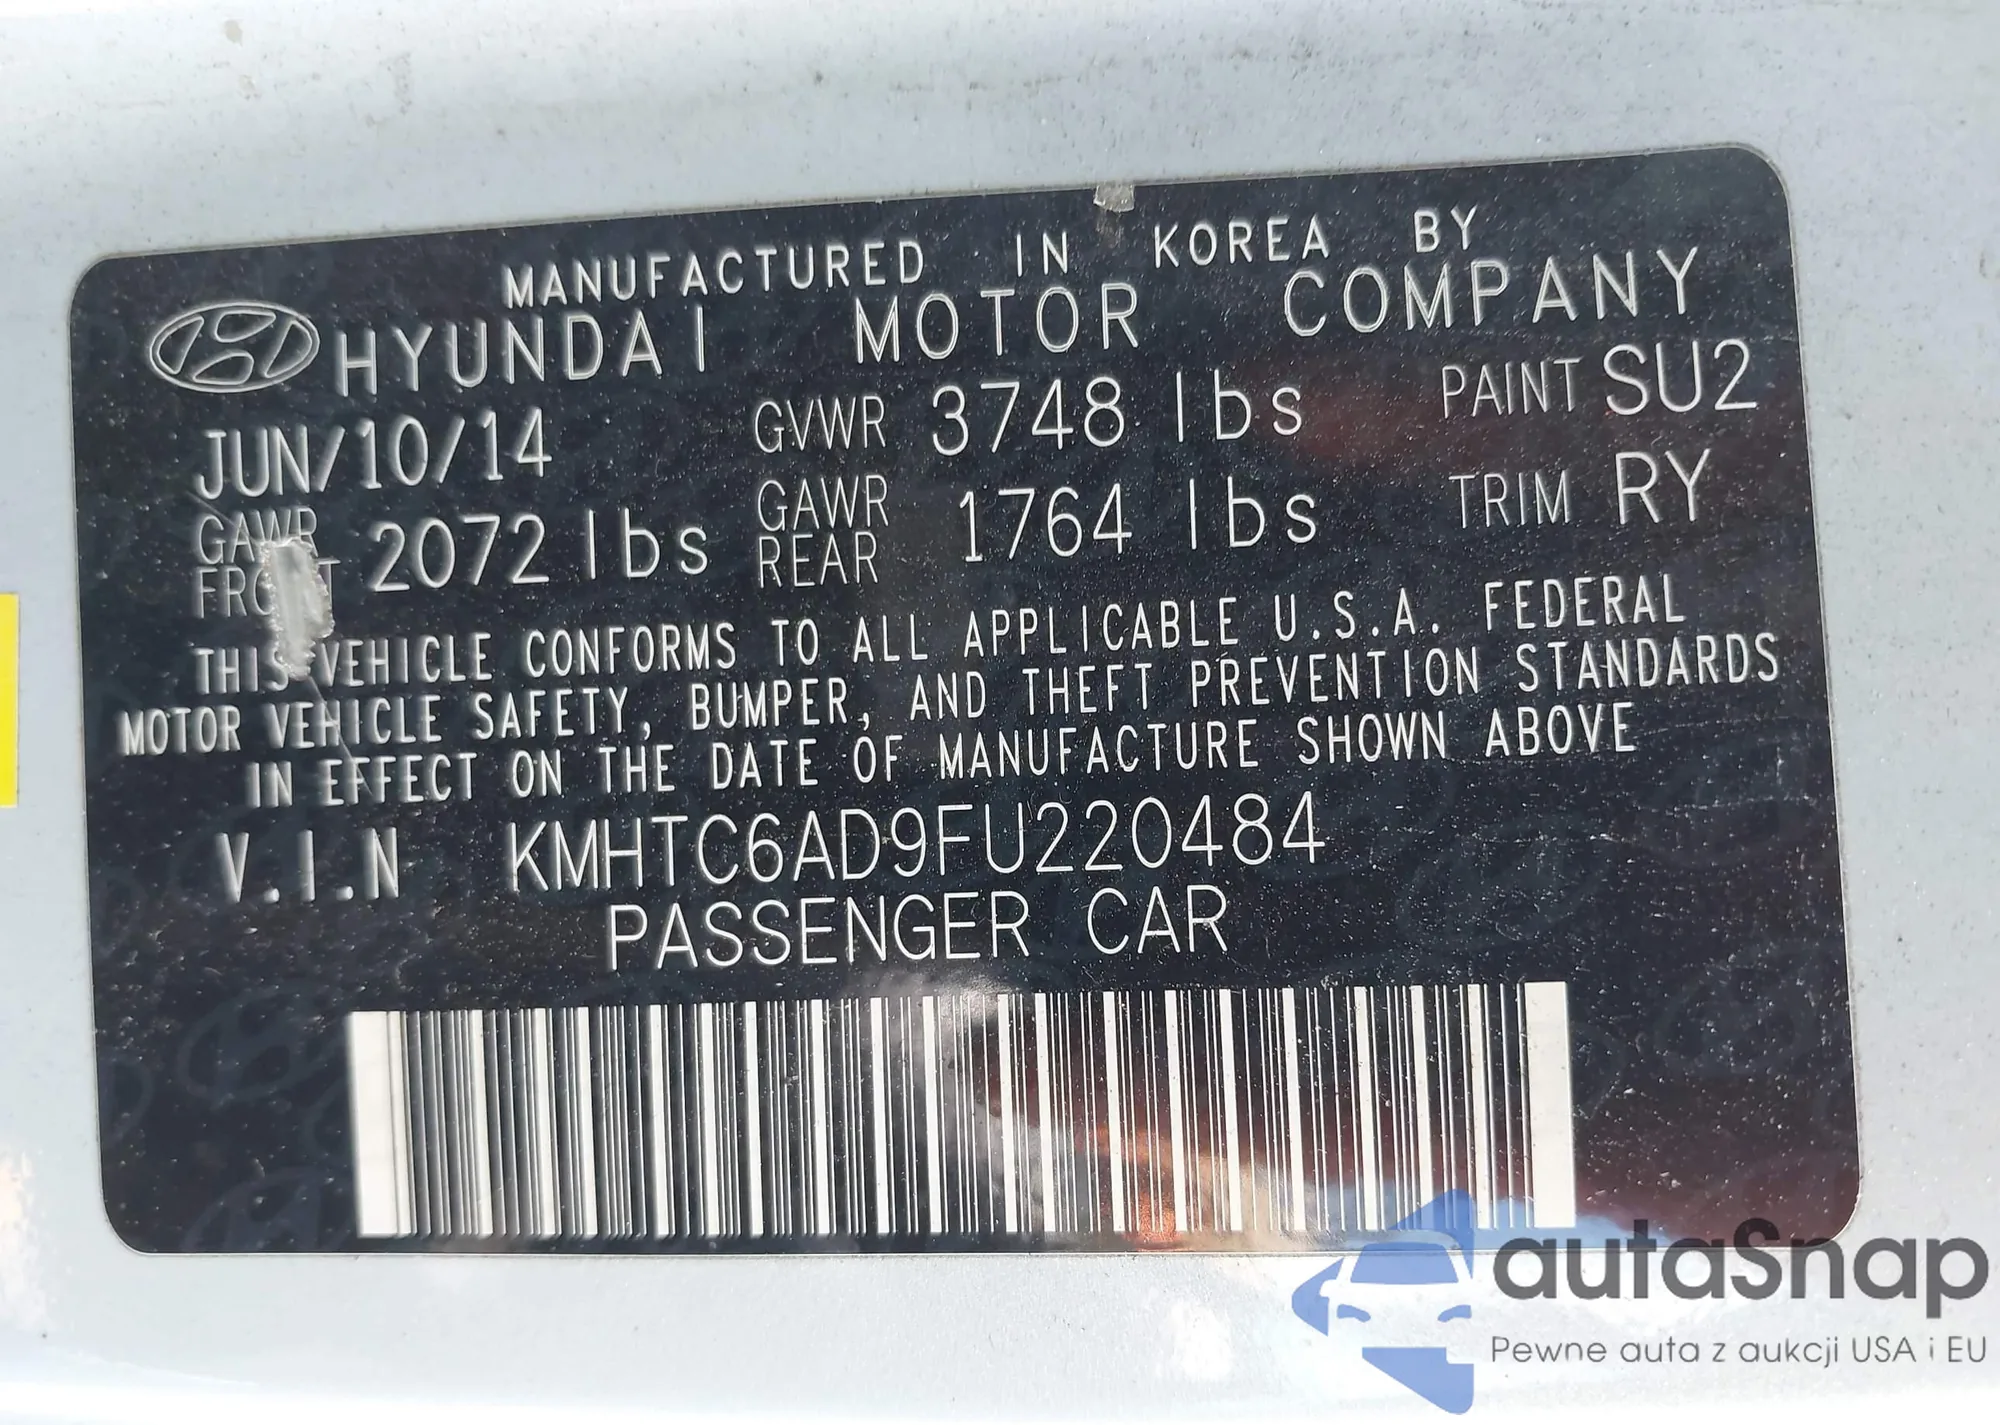 MANUFACTURED IN KOREA BY
HYUNDAI MOTOR COMPANY
JUN/10/14 GVWR 3748 lbs PAINT SU2
GAWR FRONT 2072 lbs GAWR REAR 1764 lbs TRIM RY
THIS VEHICLE CONFORMS TO ALL APPLICABLE U.S.A. FEDERAL
MOTOR VEHICLE SAFETY, BUMPER, AND THEFT PREVENTION STANDARDS
IN EFFECT ON THE DATE OF MANUFACTURE SHOWN ABOVE
V.I.N KMHTC6AD9FU220484
PASSENGER CAR
autaSnap
Pewne auta z aukcji USA i EU